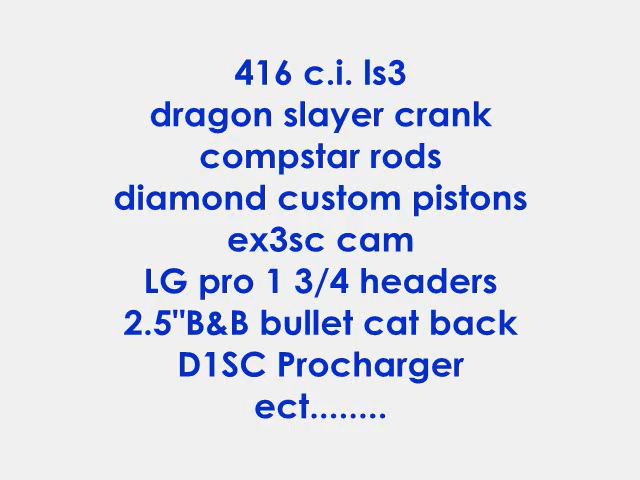 416 c.i. ls3
dragon slayer crank
compstar rods
diamond custom pistons
ex3sc cam
LG pro 1 3/4 headers
2.5"B&B bullet cat back
D1SC Procharger
ect........